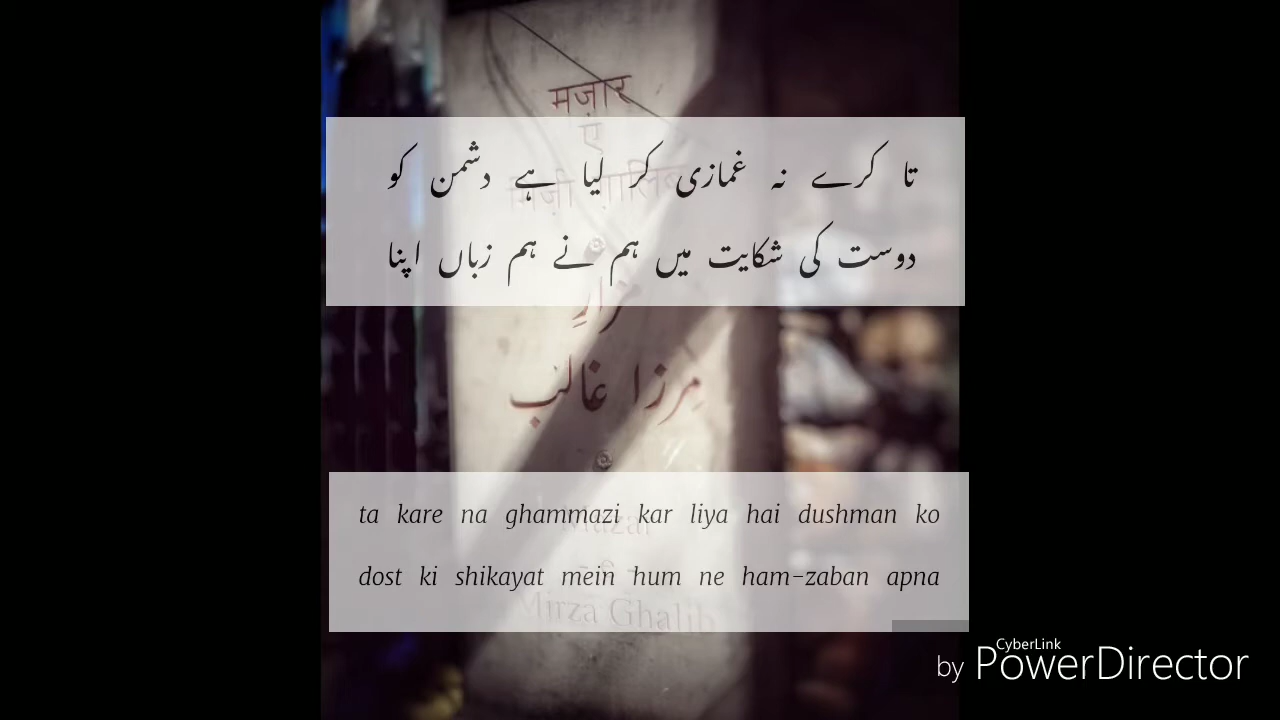 मज़ार
ए
मिर्ज़ा ग़ालिब
تا کرے نہ غمازی کر لیا ہے دشمن کو
دوست کی شکایت میں ہم نے ہم زباں اپنا
مزارِ
مرزا غالب
ta kare na ghammazi kar liya hai dushman ko
Mazar
dost ki shikayat mein hum ne ham-zaban apna
- e -
Mirza Ghalib
by CyberLink PowerDirector